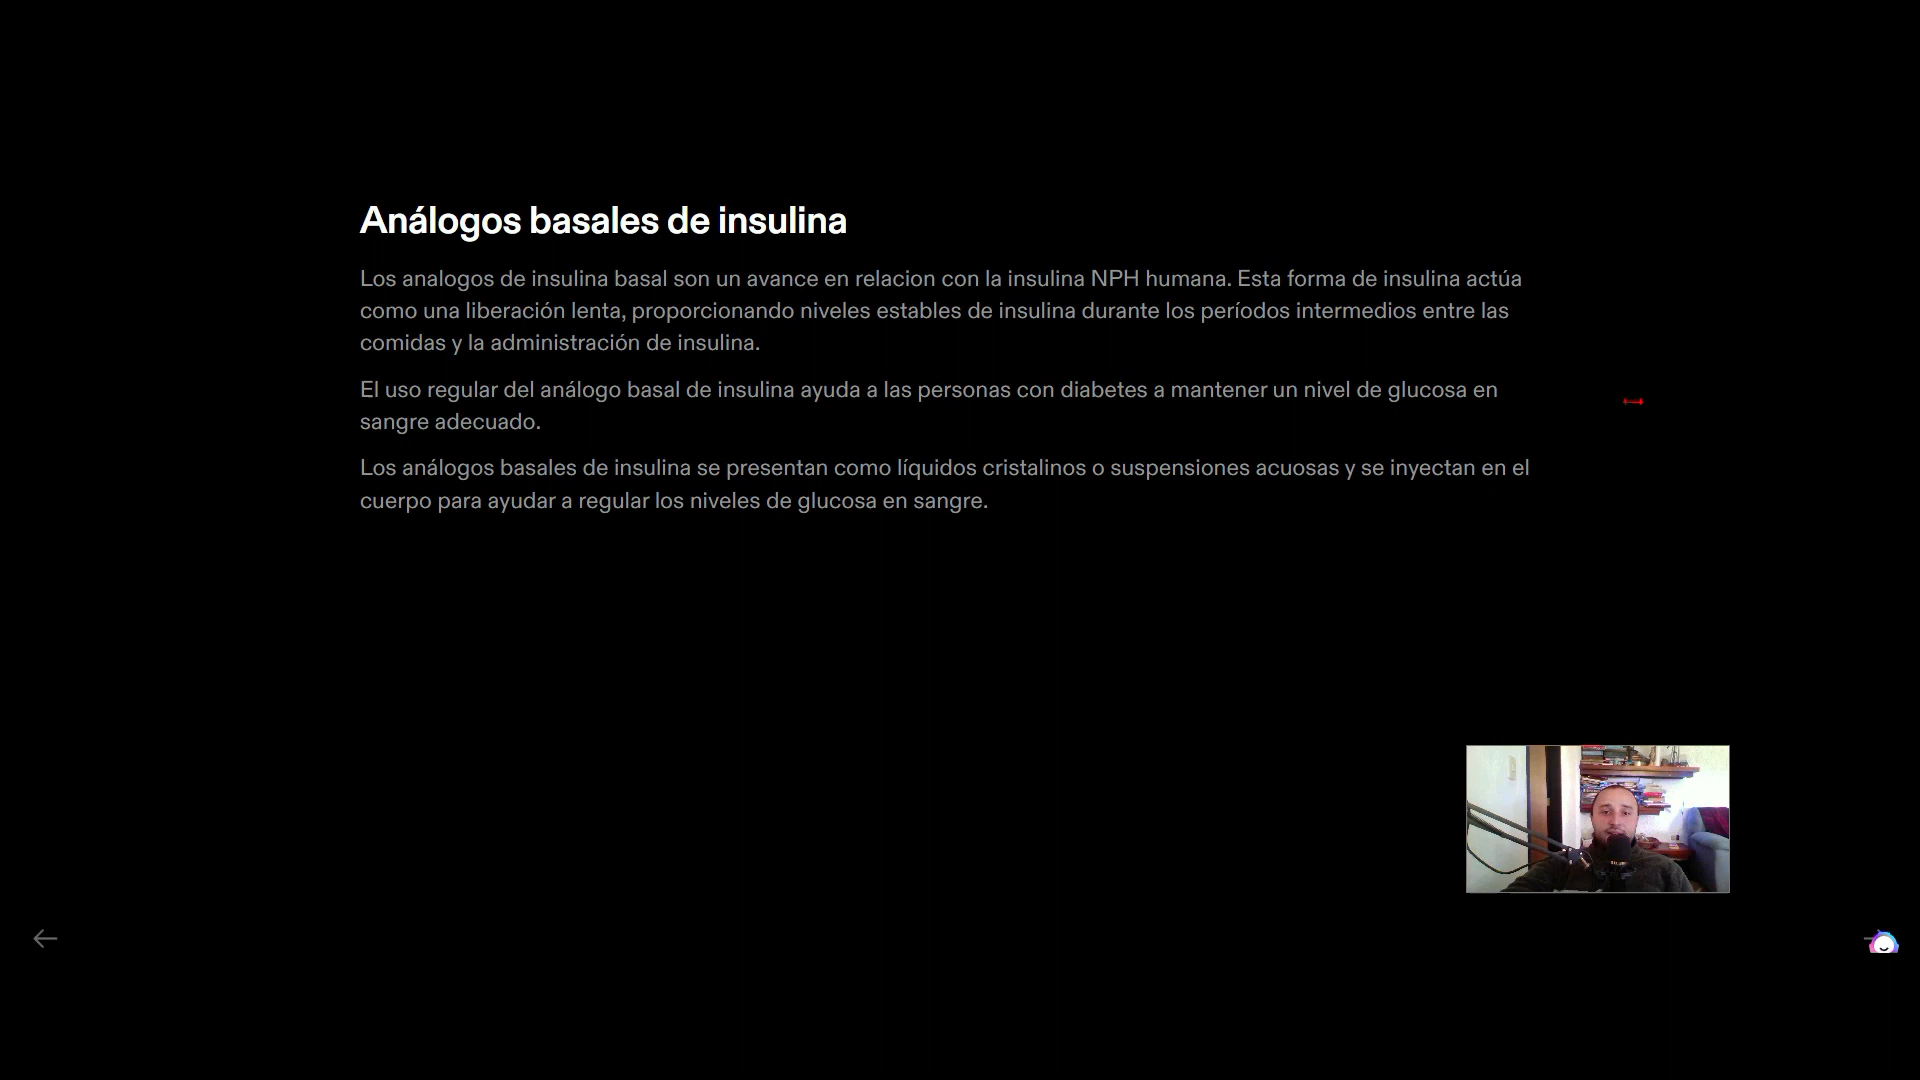 Análogos basales de insulina
Los analogos de insulina basal son un avance en relacion con la insulina NPH humana. Esta forma de insulina actúa
como una liberación lenta, proporcionando niveles estables de insulina durante los períodos intermedios entre las
comidas y la administración de insulina.
El uso regular del análogo basal de insulina ayuda a las personas con diabetes a mantener un nivel de glucosa en
sangre adecuado.
Los análogos basales de insulina se presentan como líquidos cristalinos o suspensiones acuosas y se inyectan en el
cuerpo para ayudar a regular los niveles de glucosa en sangre.